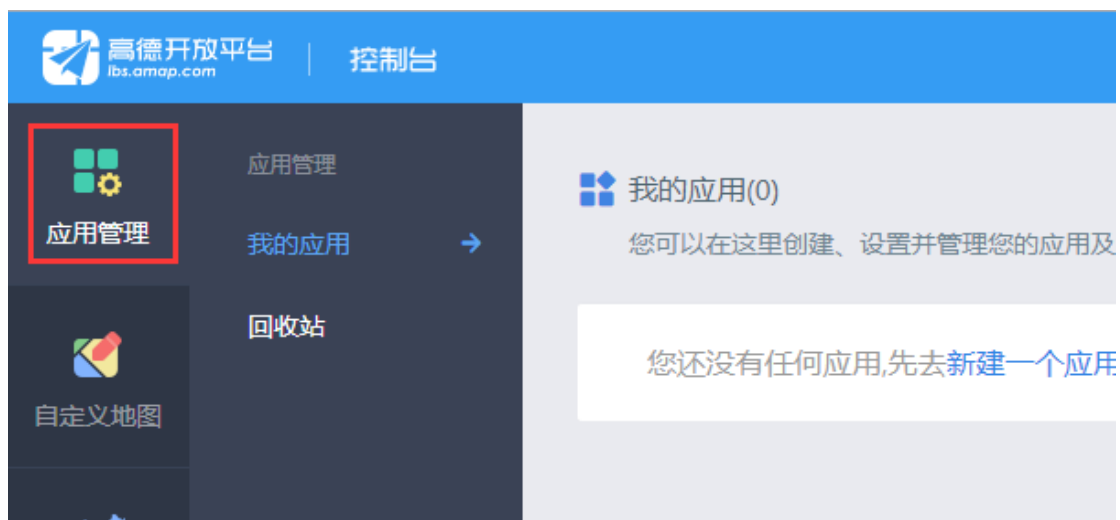 高德开放平台
lbs.amap.com
控制台
应用管理
自定义地图
应用管理
我的应用
回收站
我的应用(0)
您可以在这里创建、设置并管理您的应用及
您还没有任何应用,先去新建一个应用